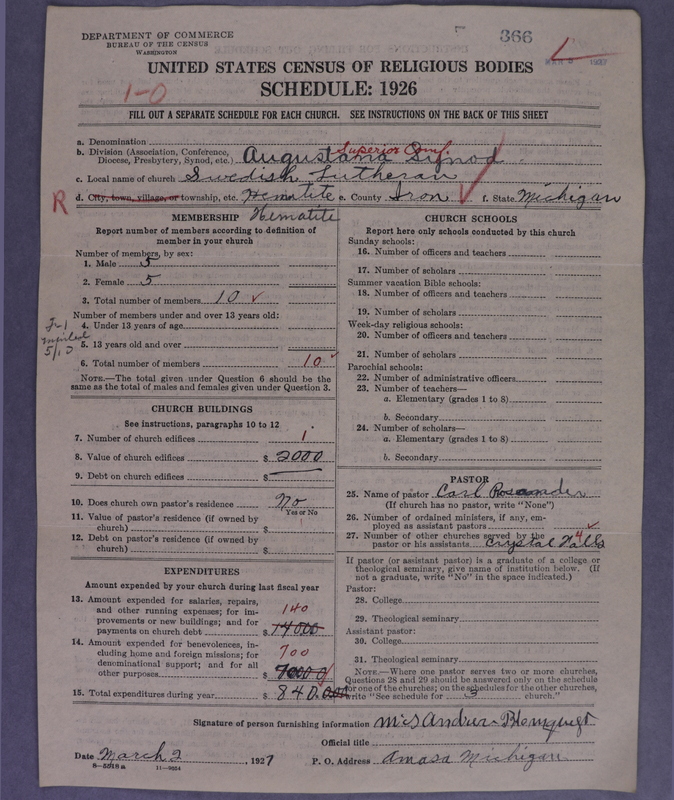 DEPARTMENT OF COMMERCE
BUREAU OF THE CENSUS
WASHINGTON
366
UNITED STATES CENSUS OF RELIGIOUS BODIES
SCHEDULE: 1926
1-0
FILL OUT A SEPARATE SCHEDULE FOR EACH CHURCH. SEE INSTRUCTIONS ON THE BACK OF THIS SHEET
a. Denomination
b. Division (Association, Conference, Diocese, Presbytery, Synod, etc.) Augustana Synod Superior Conf.
c. Local name of church Swedish Lutheran
R d. City, town, village, or township, etc. Hematite e. County Iron f. State Michigan
MEMBERSHIP Hematite
Report number of members according to definition of
member in your church
Number of members, by sex:
1. Male 5
2. Female 5
3. Total number of members 10
Number of members under and over 13 years old:
4. Under 13 years of age
5. 13 years old and over
5/10
6. Total number of members 10
NOTE.—The total given under Question 6 should be
the same as the total of males and females given under Question 3.
CHURCH BUILDINGS
See instructions, paragraphs 10 to 12
7. Number of church edifices 1
8. Value of church edifices $ 2000
9. Debt on church edifices $
10. Does church own pastor's residence No
Yes or No
11. Value of pastor's residence (if owned by
church) $
12. Debt on pastor's residence (if owned by
church) $
EXPENDITURES
Amount expended by your church during last fiscal year
13. Amount expended for salaries, repairs,
and other running expenses; for im-
provements or new buildings; and for
payments on church debt $ 14000 140
14. Amount expended for benevolences, in-
cluding home and foreign missions; for
denominational support; and for all
other purposes $ 70000 700
15. Total expenditures during year $ 840.00
CHURCH SCHOOLS
Report here only schools conducted by this church
Sunday schools:
16. Number of officers and teachers
17. Number of scholars
Summer vacation Bible schools:
18. Number of officers and teachers
19. Number of scholars
Week-day religious schools:
20. Number of officers and teachers
21. Number of scholars
Parochial schools:
22. Number of administrative officers
23. Number of teachers—
a. Elementary (grades 1 to 8)
b. Secondary
24. Number of scholars—
a. Elementary (grades 1 to 8)
b. Secondary
PASTOR
25. Name of pastor Carl Rosander
(If church has no pastor, write "None")
26. Number of ordained ministers, if any, em-
ployed as assistant pastors
27. Number of other churches served by the
pastor or his assistants 4 Crystal Falls
If pastor (or assistant pastor) is a graduate of a college or
theological seminary, give name of institution below. (If
not a graduate, write "No" in the space indicated.)
Pastor:
28. College
29. Theological seminary
Assistant pastor:
30. College
31. Theological seminary
NOTE.—Where one pastor serves two or more churches,
Questions 28 and 29 should be answered only on the schedule
for one of the churches; on the schedules for the other churches,
write "See schedule for 3 church."
Signature of person furnishing information Mrs Andrew Blomquist
Official title
Date March 2, 1927 P. O. Address Amasa Michigan
8—5518a 11—9634